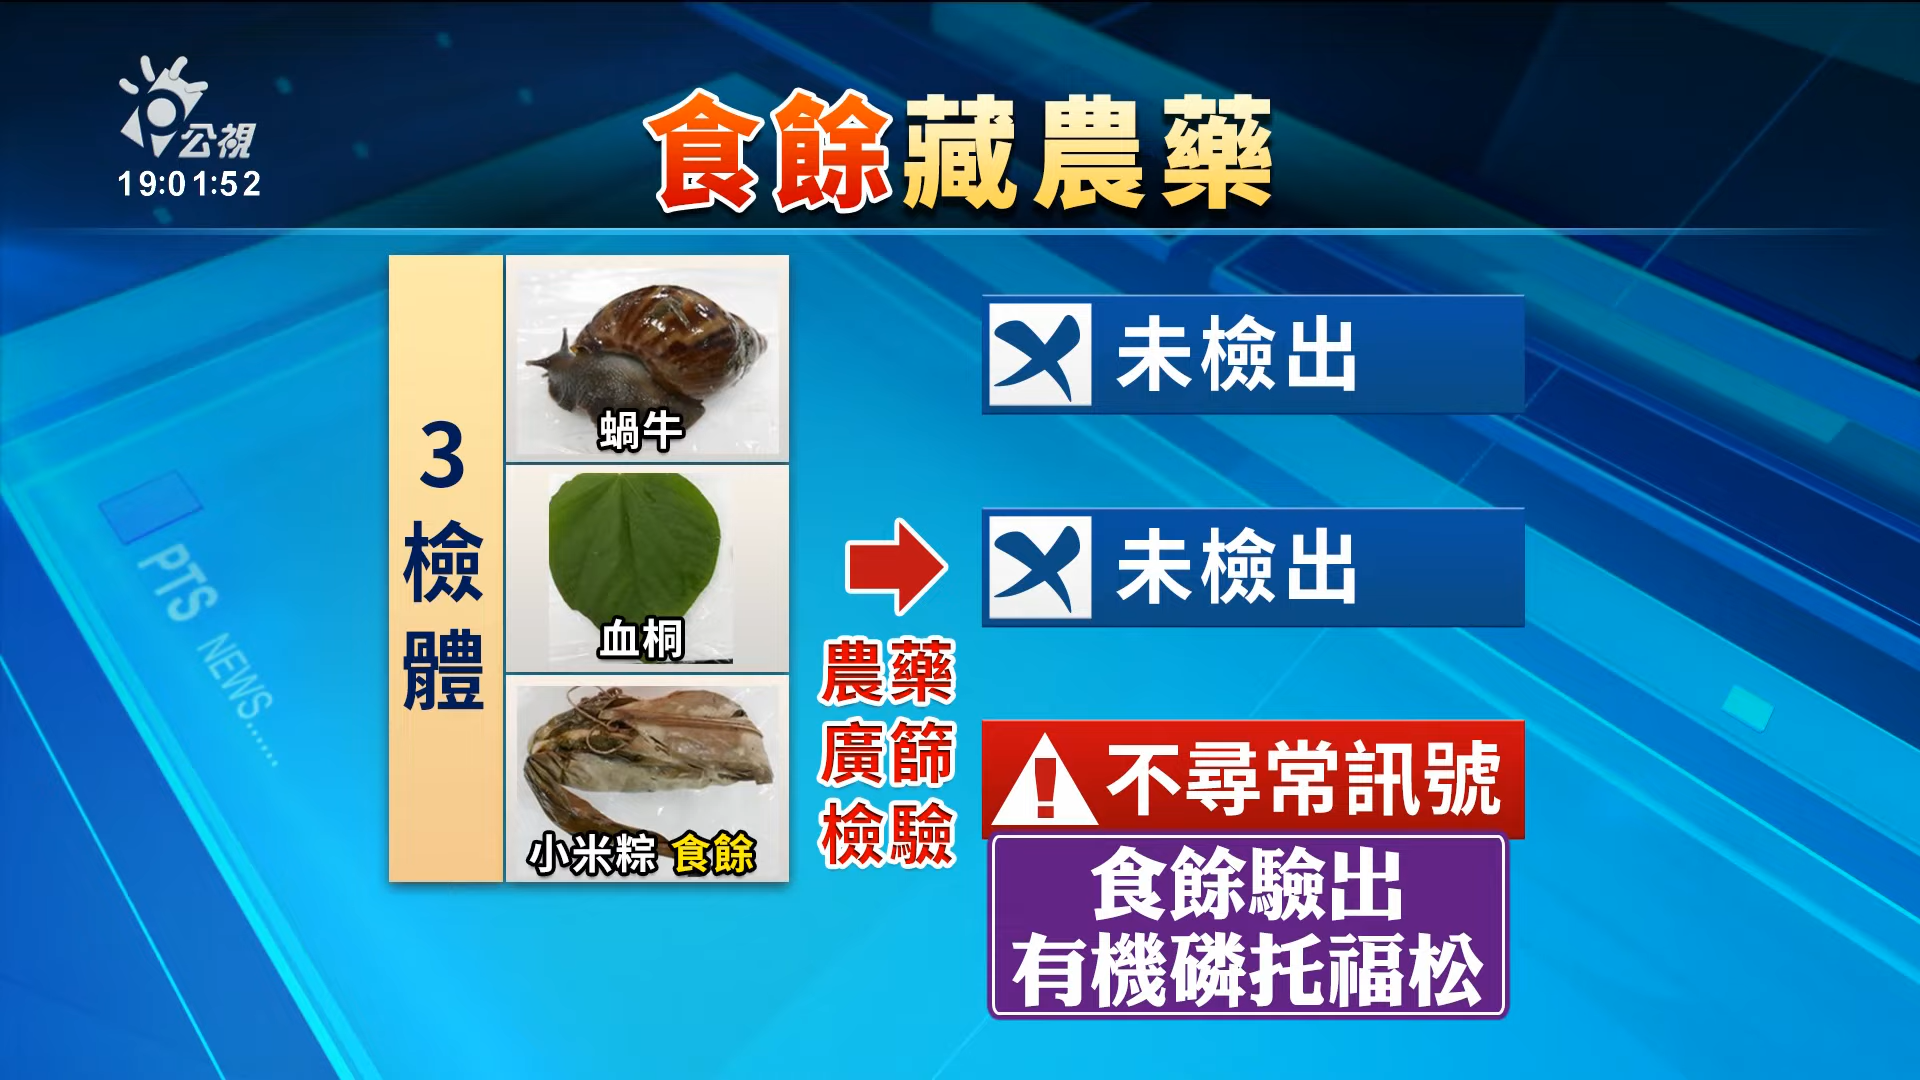 公視
19:01:52
食餘藏農藥
3檢體
蝸牛
血桐
小米粽 食餘
農藥
廣篩
檢驗
未檢出
未檢出
不尋常訊號
食餘驗出
有機磷托福松
PTS NEWS......